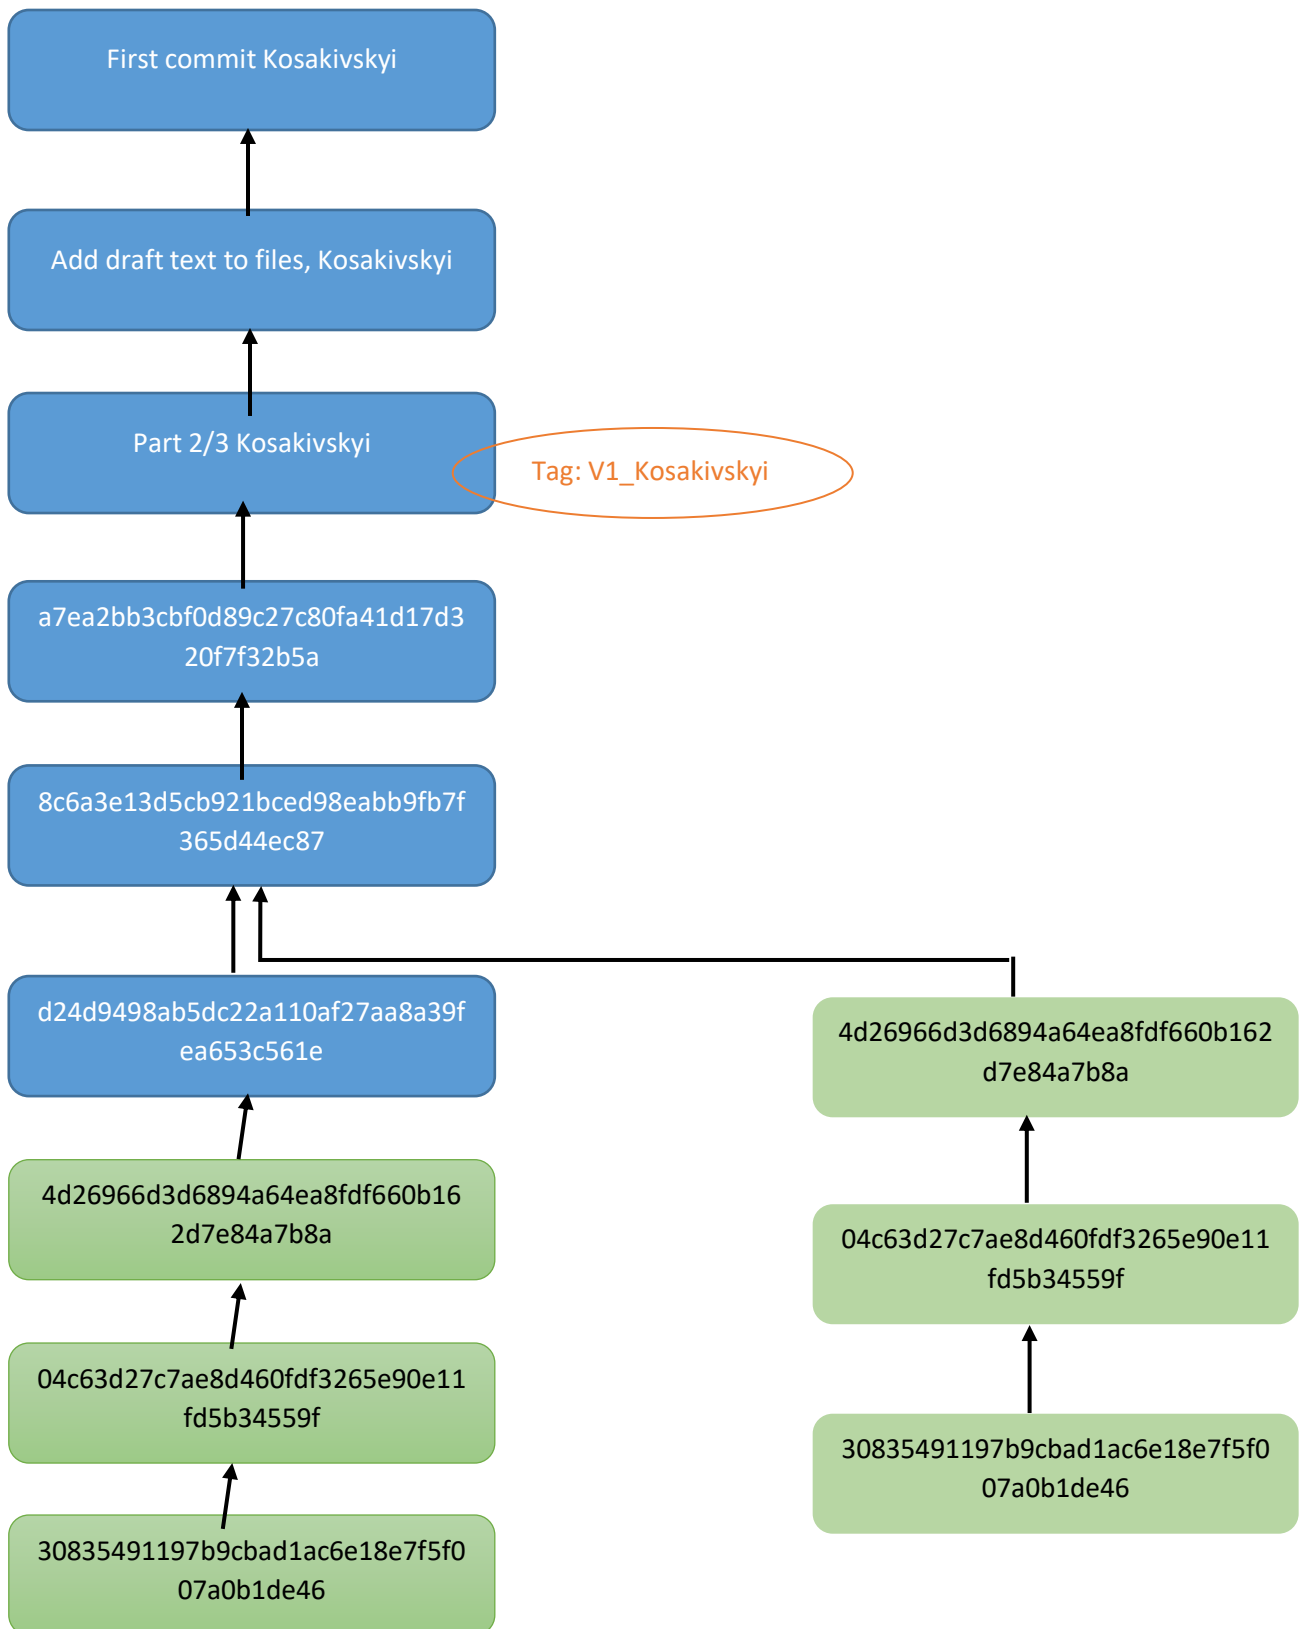 First commit Kosakivskyi
Add draft text to files, Kosakivskyi
Part 2/3 Kosakivskyi
Tag: V1_Kosakivskyi
a7ea2bb3cbf0d89c27c80fa41d17d3
20f7f32b5a
8c6a3e13d5cb921bced98eabb9fb7f
365d44ec87
d24d9498ab5dc22a110af27aa8a39f
ea653c561e
4d26966d3d6894a64ea8fdf660b16
2d7e84a7b8a
04c63d27c7ae8d460fdf3265e90e11
fd5b34559f
30835491197b9cbad1ac6e18e7f5f0
07a0b1de46
4d26966d3d6894a64ea8fdf660b162
d7e84a7b8a
04c63d27c7ae8d460fdf3265e90e11
fd5b34559f
30835491197b9cbad1ac6e18e7f5f0
07a0b1de46